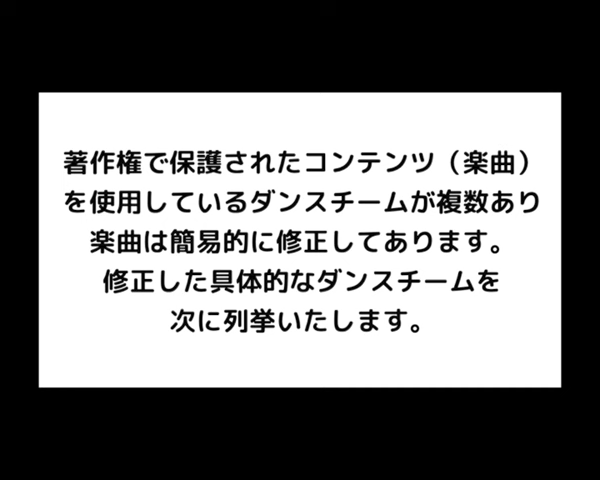 著作権で保護されたコンテンツ（楽曲）
を使用しているダンスチームが複数あり
楽曲は簡易的に修正してあります。
修正した具体的なダンスチームを
次に列挙いたします。